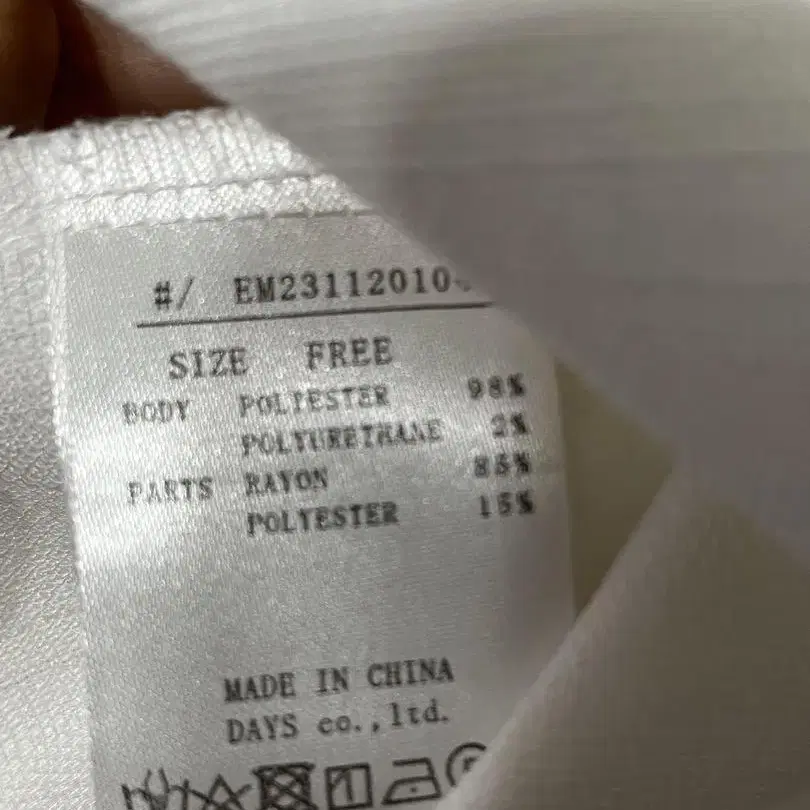 #/ EM23112010-
SIZE FREE
BODY POLYESTER 98%
POLYURETHANE 2%
PARTS RAYON 85%
POLYESTER 15%
MADE IN CHINA
DAYS co.,ltd.